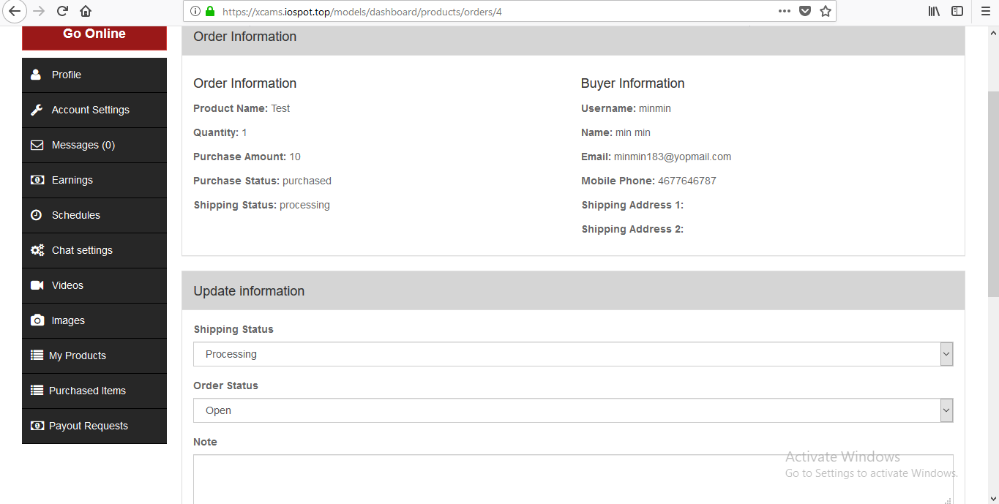 https://xcams.iospot.top/models/dashboard/products/orders/4
Go Online
Profile
Account Settings
Messages (0)
Earnings
Schedules
Chat settings
Videos
Images
My Products
Purchased Items
Payout Requests
Order Information
Order Information
Product Name: Test
Quantity: 1
Purchase Amount: 10
Purchase Status: purchased
Shipping Status: processing
Buyer Information
Username: minmin
Name: min min
Email: minmin183@yopmail.com
Mobile Phone: 4677646787
Shipping Address 1:
Shipping Address 2:
Update information
Shipping Status
Processing
Order Status
Open
Note
Activate Windows
Go to Settings to activate Windows.